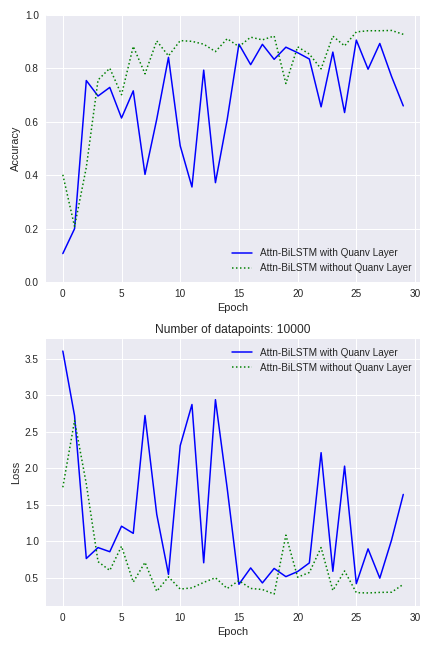 1.0
0.8
0.6
0.4
0.2
0.0
Accuracy
Attn-BiLSTM with Quanv Layer
Attn-BiLSTM without Quanv Layer
0 5 10 15 20 25 30
Epoch
Number of datapoints: 10000
Attn-BiLSTM with Quanv Layer
Attn-BiLSTM without Quanv Layer
3.5
3.0
2.5
2.0
1.5
1.0
0.5
Loss
0 5 10 15 20 25 30
Epoch